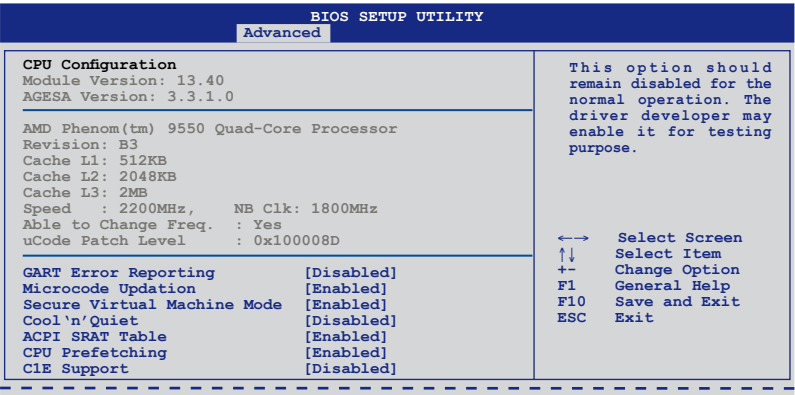 BIOS SETUP UTILITY
Advanced
CPU Configuration
Module Version: 13.40
AGESA Version: 3.3.1.0
AMD Phenom(tm) 9550 Quad-Core Processor
Revision: B3
Cache L1: 512KB
Cache L2: 2048KB
Cache L3: 2MB
Speed : 2200MHz, NB Clk: 1800MHz
Able to Change Freq. : Yes
uCode Patch Level : 0x100008D
GART Error Reporting [Disabled]
Microcode Updation [Enabled]
Secure Virtual Machine Mode [Enabled]
Cool‘n’Quiet [Disabled]
ACPI SRAT Table [Enabled]
CPU Prefetching [Enabled]
C1E Support [Disabled]
This option should
remain disabled for the
normal operation. The
driver developer may
enable it for testing
purpose.
←→ Select Screen
↑↓ Select Item
+- Change Option
F1 General Help
F10 Save and Exit
ESC Exit